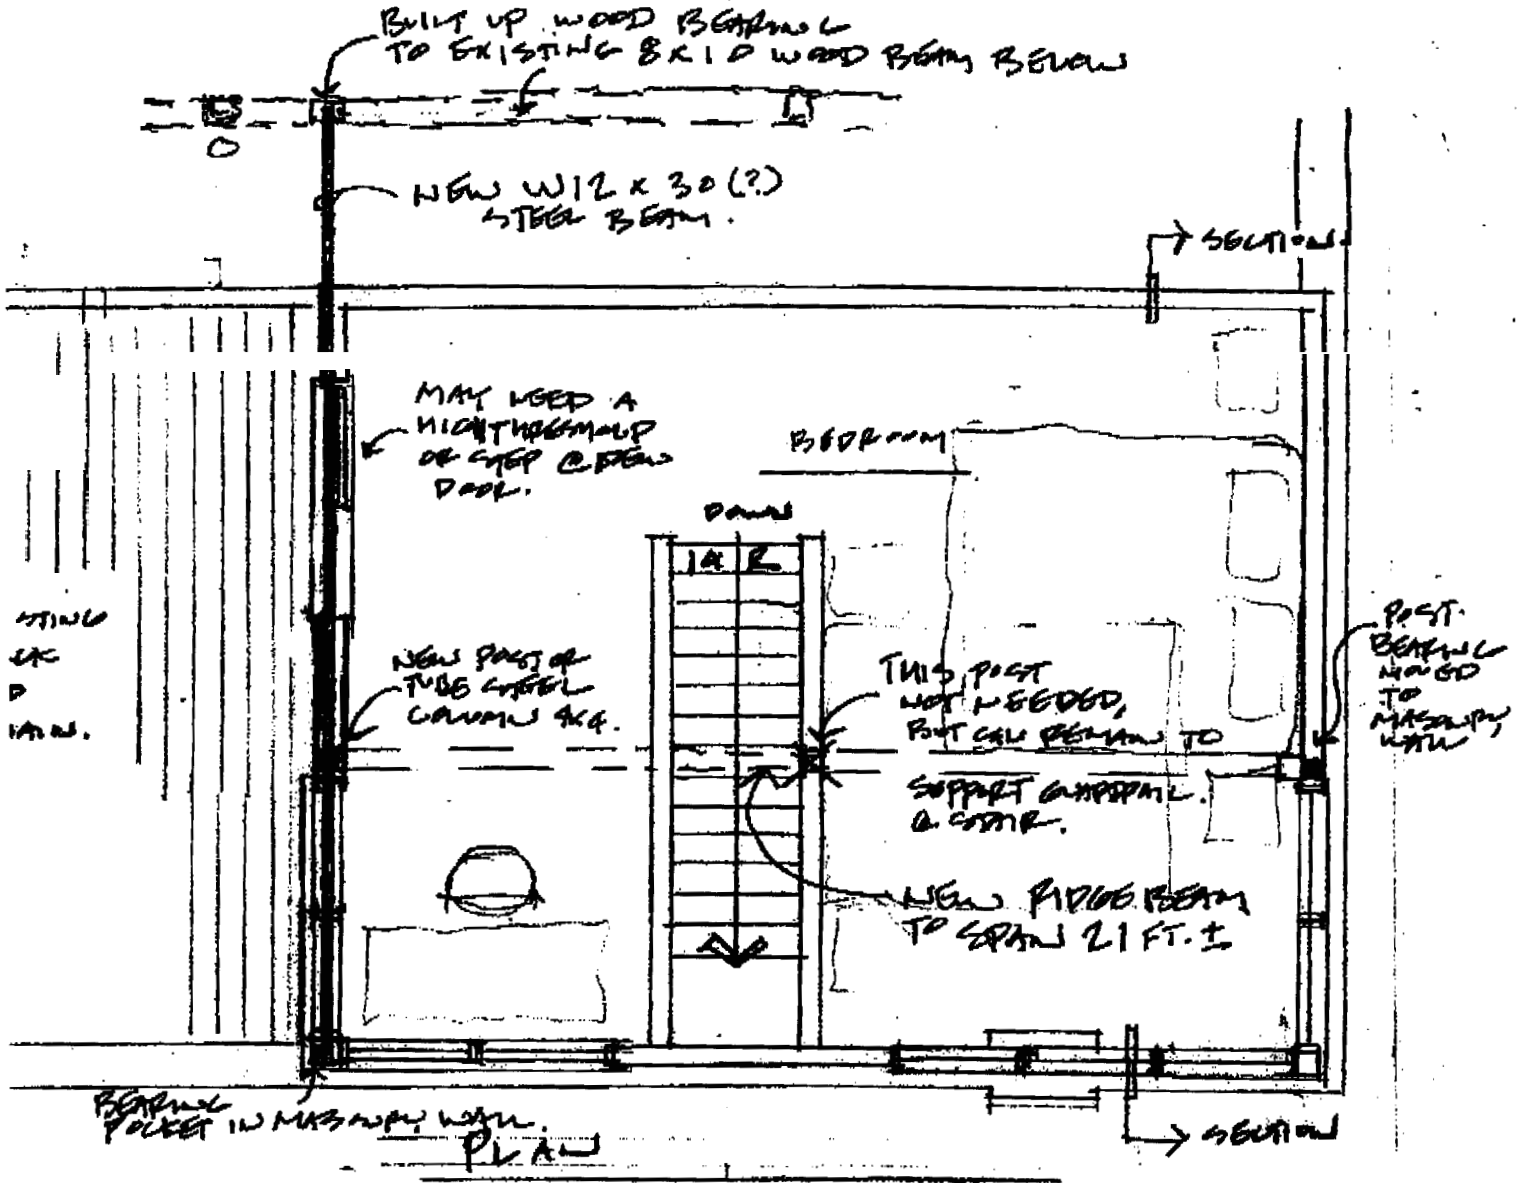 BUILT UP WOOD BEARING
TO EXISTING 8X10 WOOD BEAM BELOW
NEW W12 x 30 (?)
STEEL BEAM.
SECTION
MAY NEED A
HIGH THRESHOLD
OR STEP @ NEW
DOOR.
BEDROOM
DOWN
14 R
STING
D
NEW POST OR
TUBE STEEL
COLUMN 4X4.
THIS POST
NOT NEEDED,
BUT CAN REMAIN TO
SUPPORT GUARDRAIL
@ STAIR.
POST
BEARING
MOVED
TO
MASONRY
WALL
NEW RIDGE BEAM
TO SPAN 21 FT. ±
BEARING
POCKET IN MASONRY WALL.
PLAN
SECTION